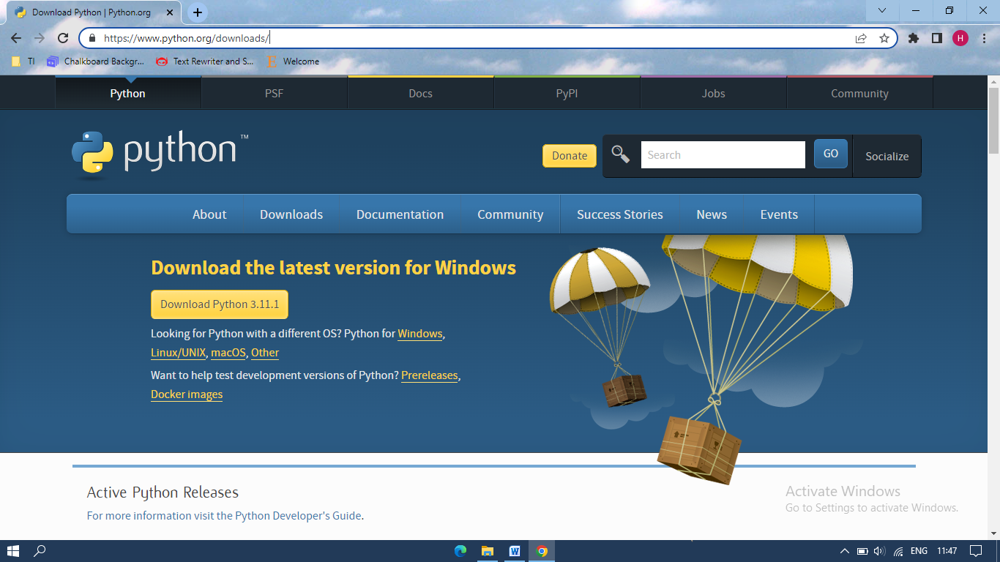 Download Python | Python.org
https://www.python.org/downloads/
H
TI
Chalkboard Backgr...
Text Rewriter and S...
Welcome
Python
PSF
Docs
PyPI
Jobs
Community
python™
Donate
Search
GO
Socialize
About
Downloads
Documentation
Community
Success Stories
News
Events
Download the latest version for Windows
Download Python 3.11.1
Looking for Python with a different OS? Python for Windows,
Linux/UNIX, macOS, Other
Want to help test development versions of Python? Prereleases,
Docker images
Active Python Releases
For more information visit the Python Developer's Guide.
Activate Windows
Go to Settings to activate Windows.
W
ENG
11:47